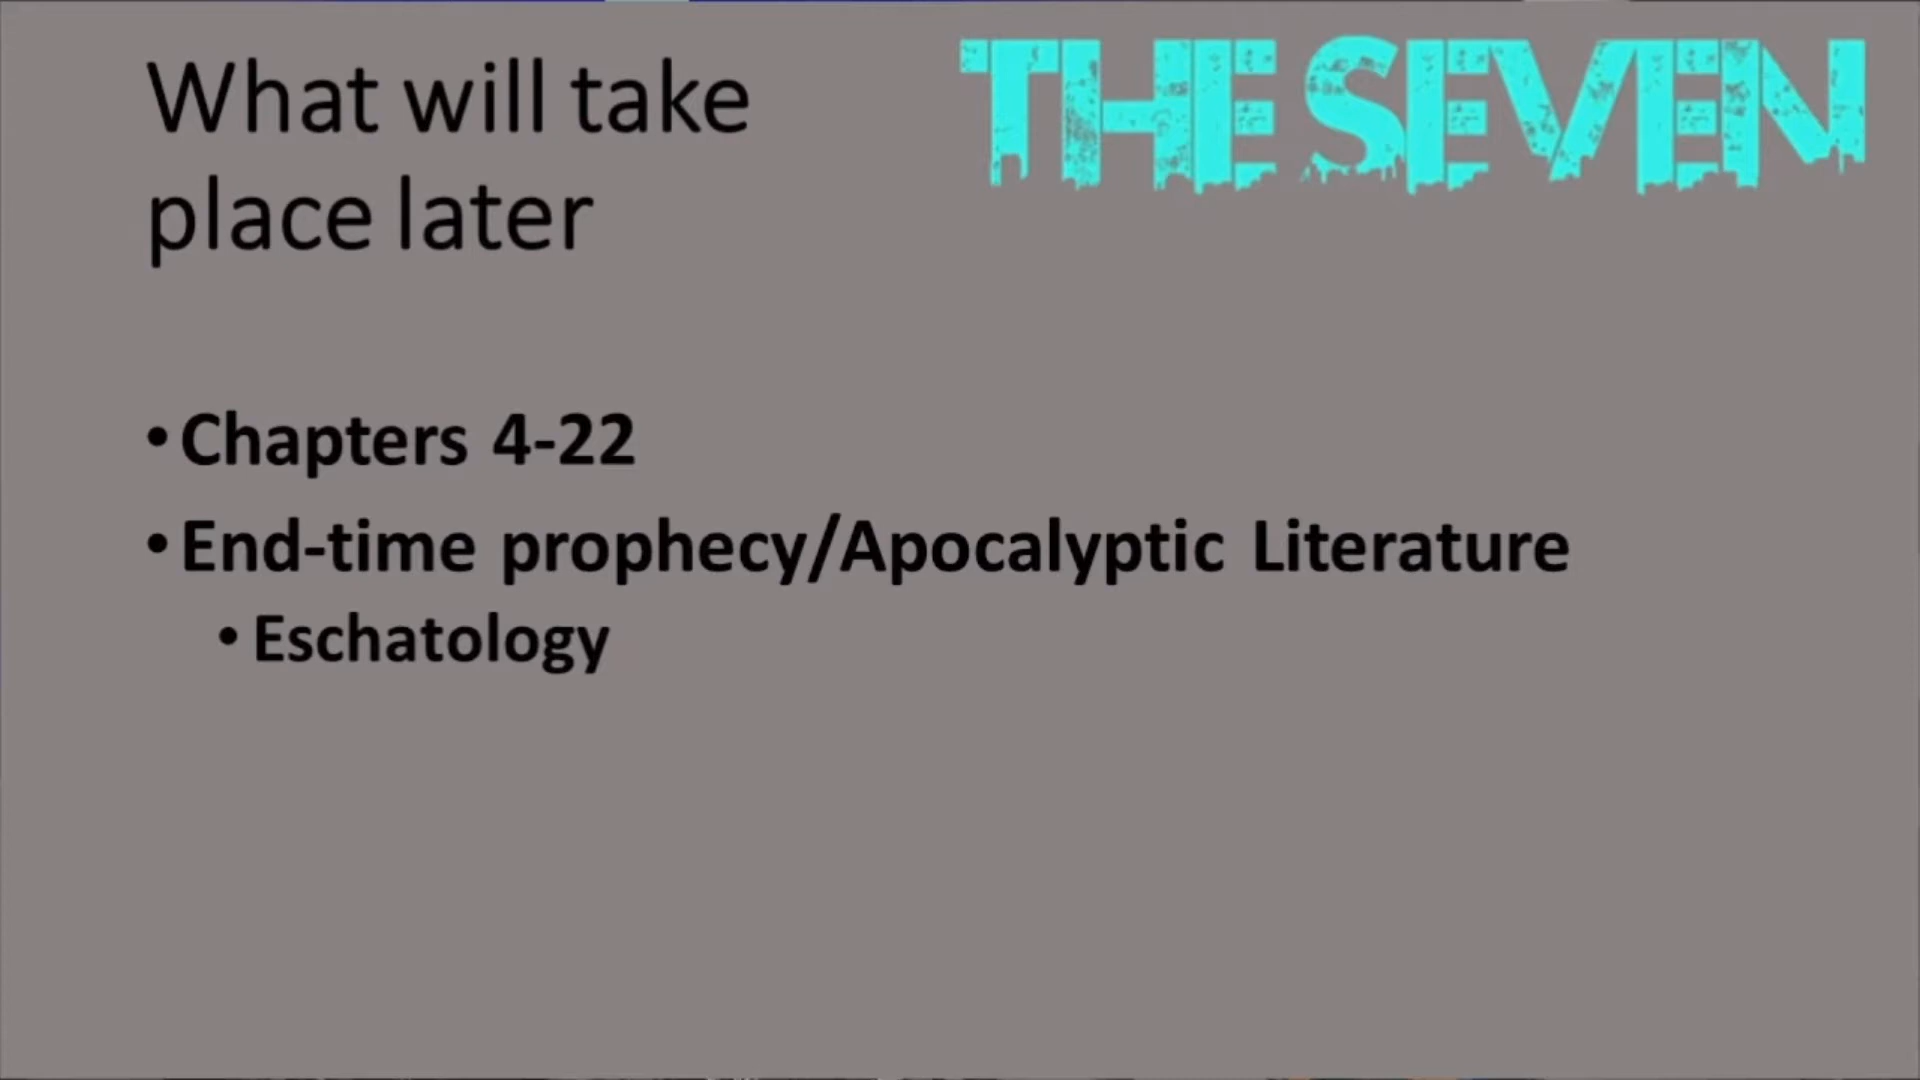 What will take
place later
THE SEVEN
• Chapters 4-22
• End-time prophecy/Apocalyptic Literature
• Eschatology